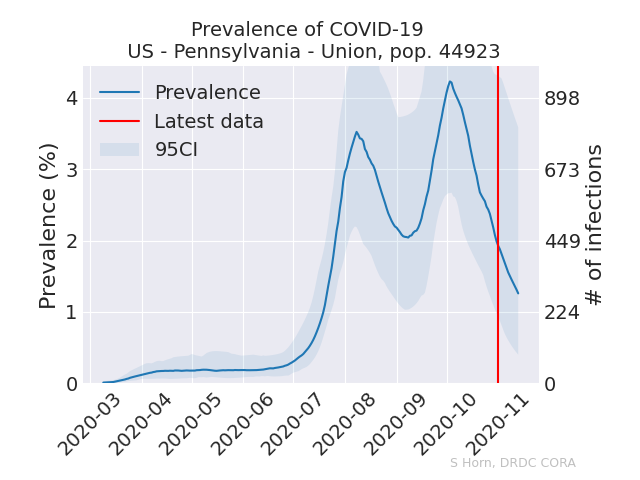 Prevalence of COVID-19
US - Pennsylvania - Union, pop. 44923
Prevalence
Latest data
95CI
Prevalence (%)
4
3
2
1
0
898
673
449
224
0
# of infections
2020-03
2020-04
2020-05
2020-06
2020-07
2020-08
2020-09
2020-10
2020-11
S Horn, DRDC CORA